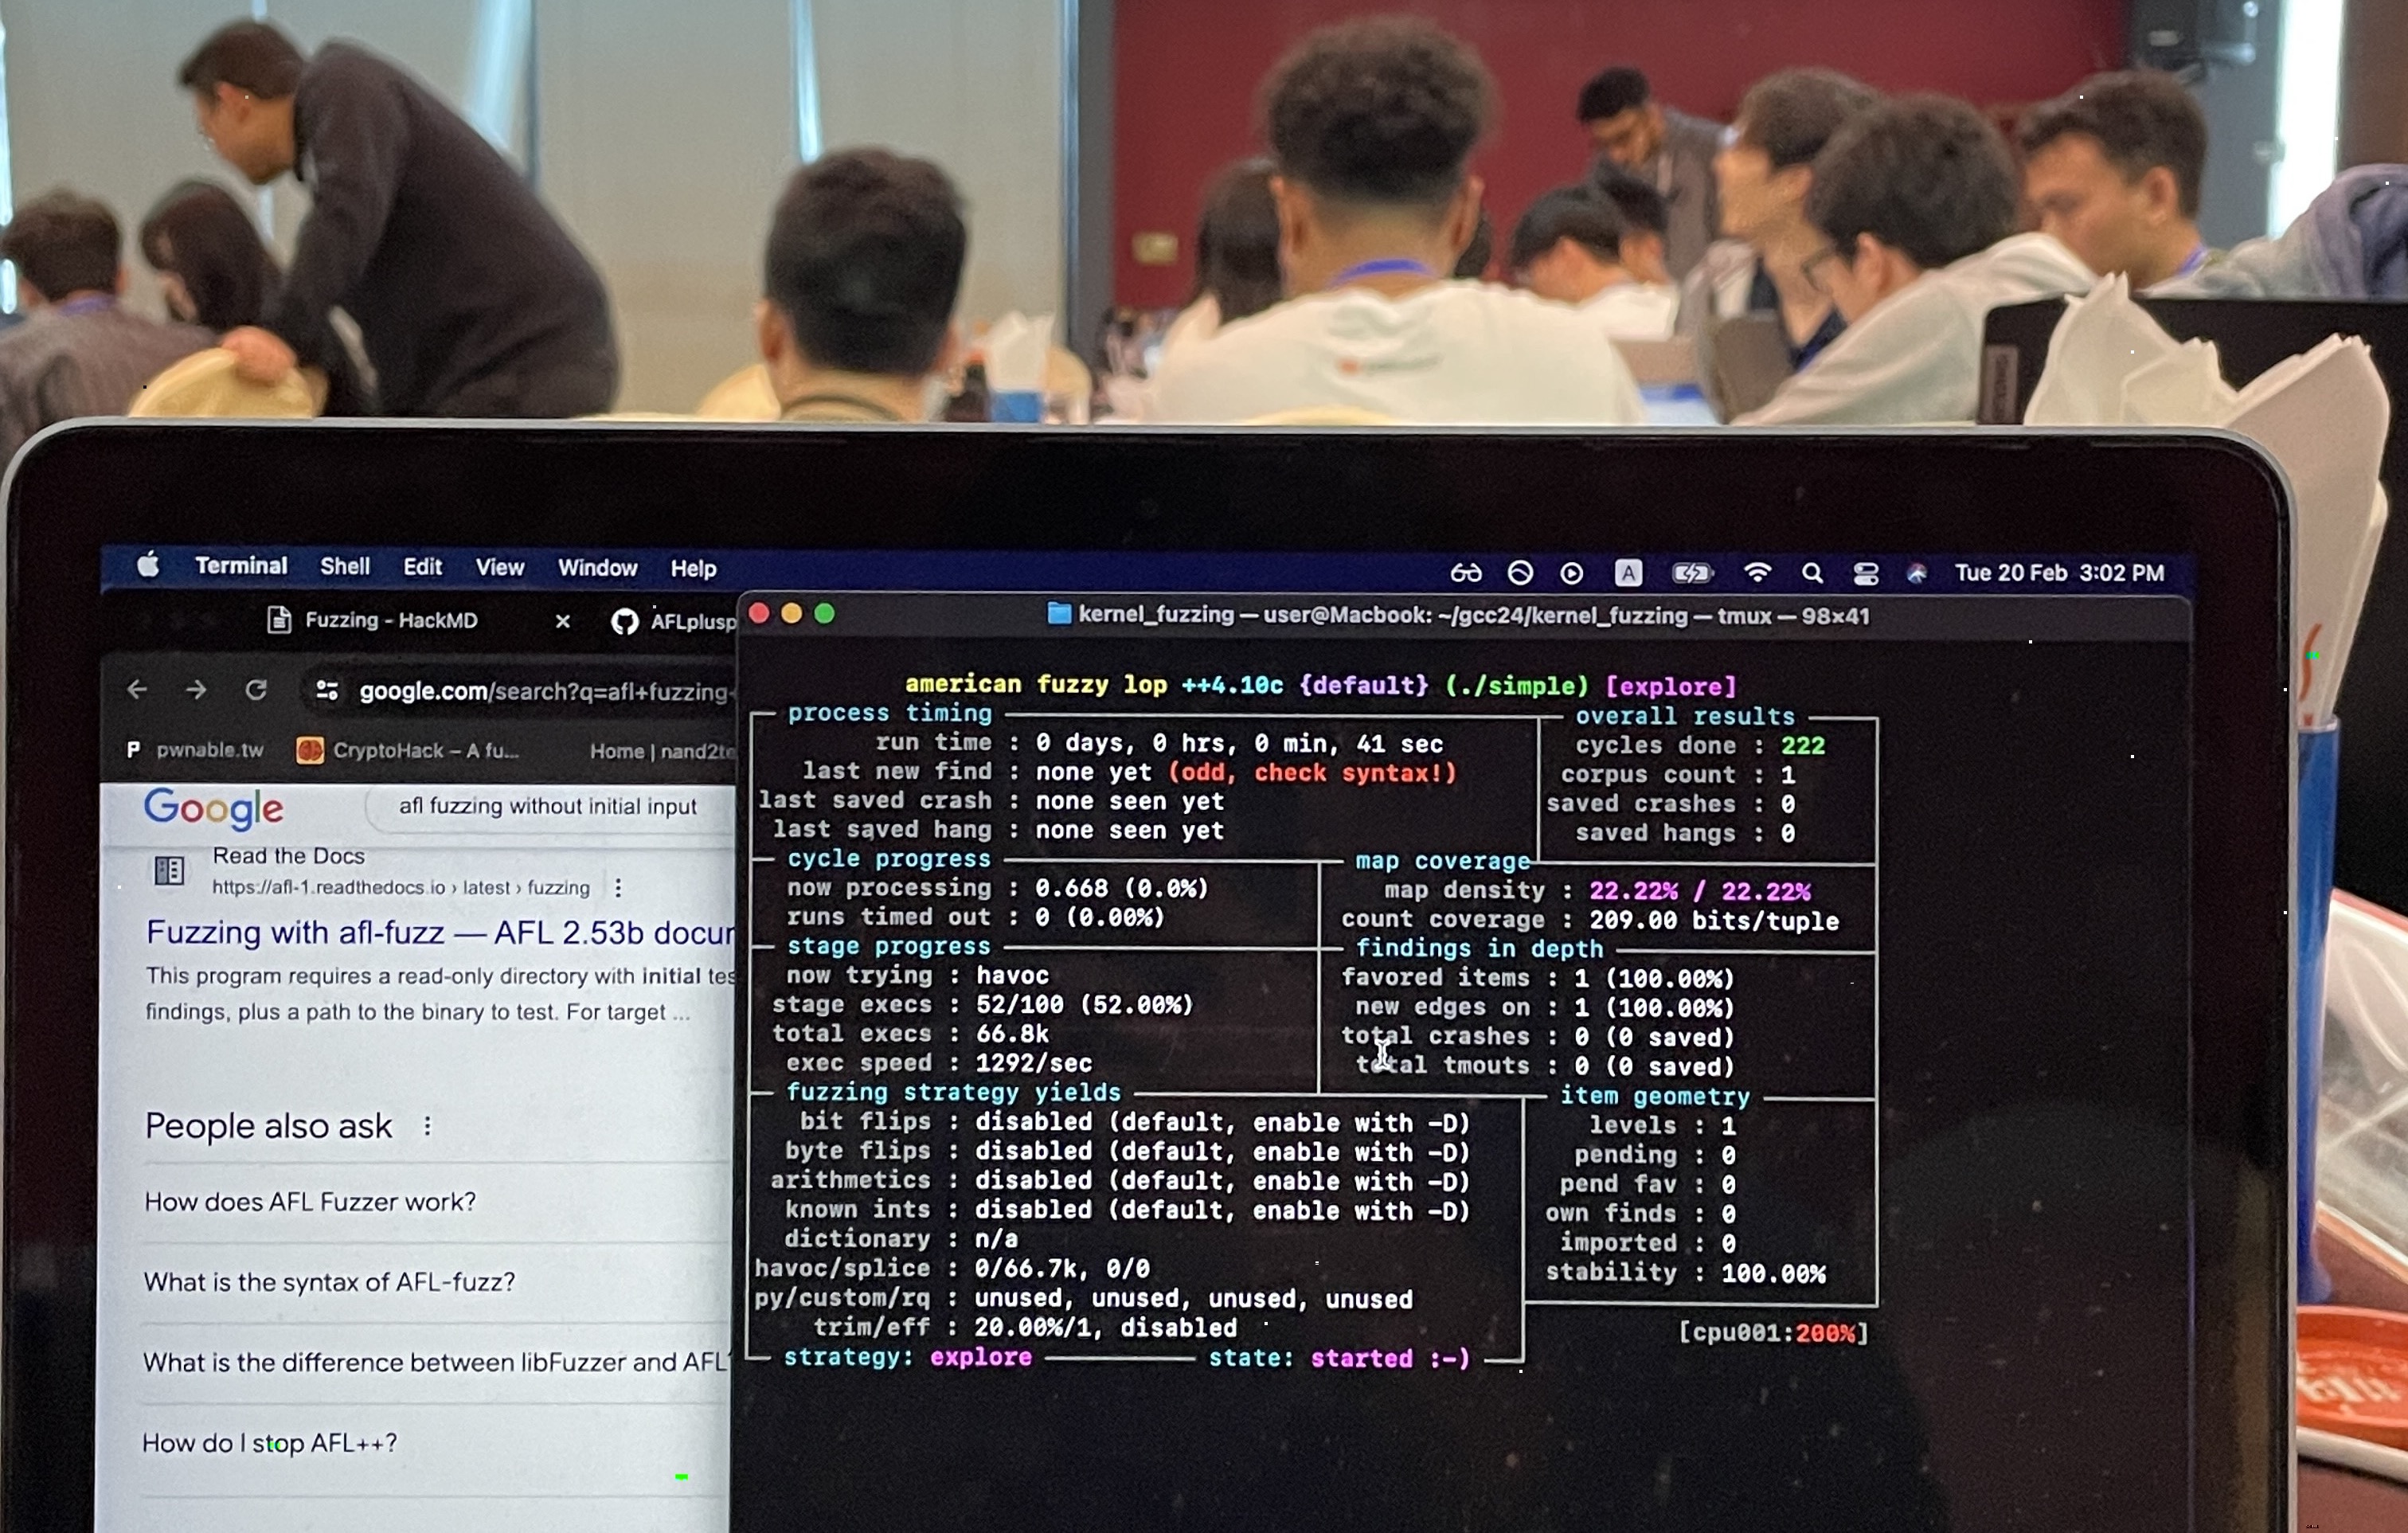 Terminal Shell Edit View Window Help
A Tue 20 Feb 3:02 PM
Fuzzing - HackMD × AFLplusp
google.com/search?q=afl+fuzzing
P pwnable.tw CryptoHack – A fu... Home | nand2te
Google afl fuzzing without initial input
Read the Docs
https://afl-1.readthedocs.io › latest › fuzzing
Fuzzing with afl-fuzz — AFL 2.53b docur
This program requires a read-only directory with initial tes
findings, plus a path to the binary to test. For target ...
People also ask
How does AFL Fuzzer work?
What is the syntax of AFL-fuzz?
What is the difference between libFuzzer and AFL
How do I stop AFL++?
kernel_fuzzing — user@Macbook: ~/gcc24/kernel_fuzzing — tmux — 98×41
american fuzzy lop ++4.10c {default} (./simple) [explore]
process timing overall results
run time : 0 days, 0 hrs, 0 min, 41 sec cycles done : 222
last new find : none yet (odd, check syntax!) corpus count : 1
last saved crash : none seen yet saved crashes : 0
last saved hang : none seen yet saved hangs : 0
cycle progress map coverage
now processing : 0.668 (0.0%) map density : 22.22% / 22.22%
runs timed out : 0 (0.00%) count coverage : 209.00 bits/tuple
stage progress findings in depth
now trying : havoc favored items : 1 (100.00%)
stage execs : 52/100 (52.00%) new edges on : 1 (100.00%)
total execs : 66.8k total crashes : 0 (0 saved)
exec speed : 1292/sec total tmouts : 0 (0 saved)
fuzzing strategy yields item geometry
bit flips : disabled (default, enable with -D) levels : 1
byte flips : disabled (default, enable with -D) pending : 0
arithmetics : disabled (default, enable with -D) pend fav : 0
known ints : disabled (default, enable with -D) own finds : 0
dictionary : n/a imported : 0
havoc/splice : 0/66.7k, 0/0 stability : 100.00%
py/custom/rq : unused, unused, unused, unused
trim/eff : 20.00%/1, disabled [cpu001:200%]
strategy: explore state: started :-)